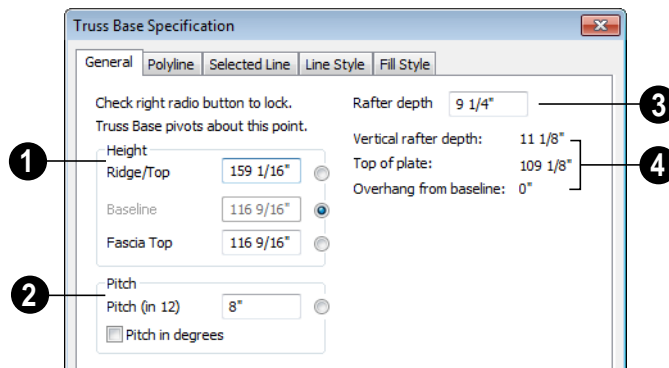 Truss Base Specification
General Polyline Selected Line Line Style Fill Style
Check right radio button to lock.
Truss Base pivots about this point.
1
Height
Ridge/Top 159 1/16"
Baseline 116 9/16"
Fascia Top 116 9/16"
2
Pitch
Pitch (in 12) 8"
Pitch in degrees
Rafter depth 9 1/4"
3
Vertical rafter depth: 11 1/8"
Top of plate: 109 1/8"
Overhang from baseline: 0"
4